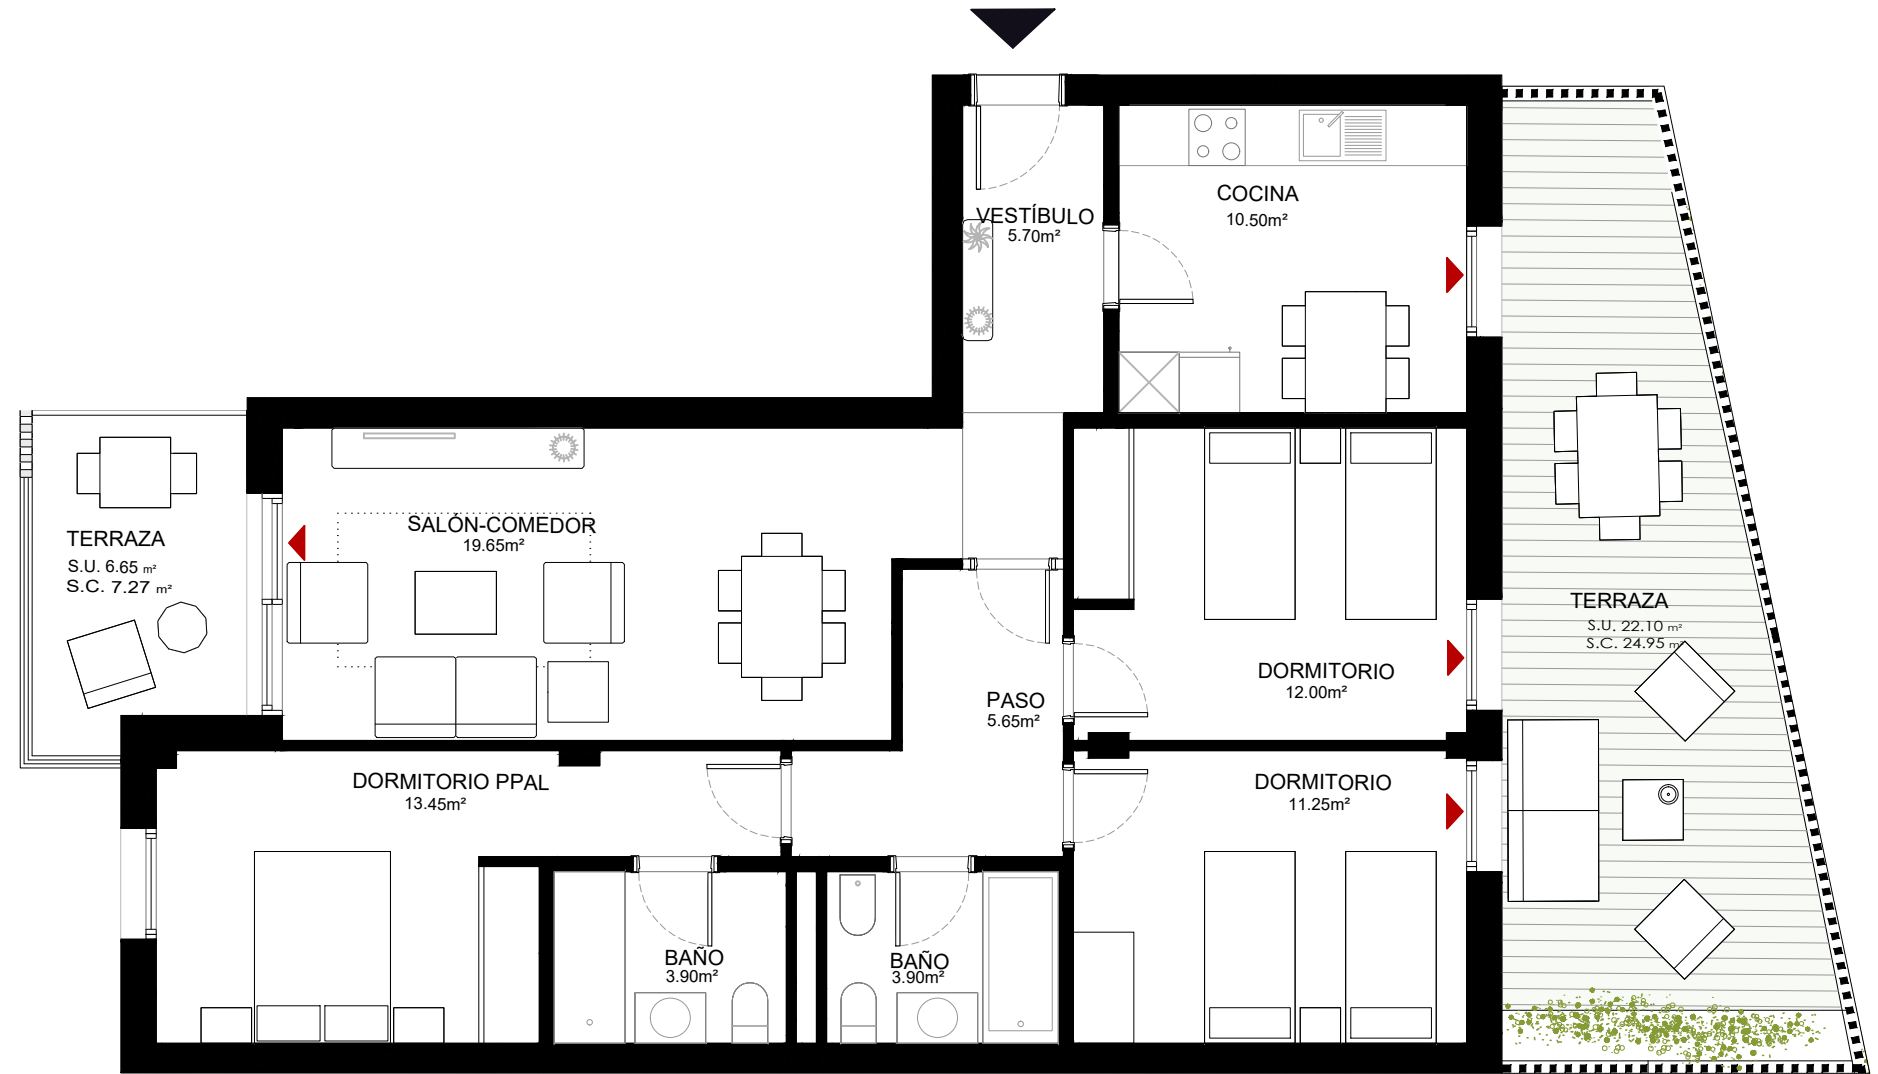 COCINA
10.50m²
VESTÍBULO
5.70m²
SALÓN-COMEDOR
19.65m²
TERRAZA
S.U. 6.65 m²
S.C. 7.27 m²
TERRAZA
S.U. 22.10 m²
S.C. 24.95 m²
DORMITORIO
12.00m²
PASO
5.65m²
DORMITORIO PPAL
13.45m²
DORMITORIO
11.25m²
BAÑO
3.90m²
BAÑO
3.90m²